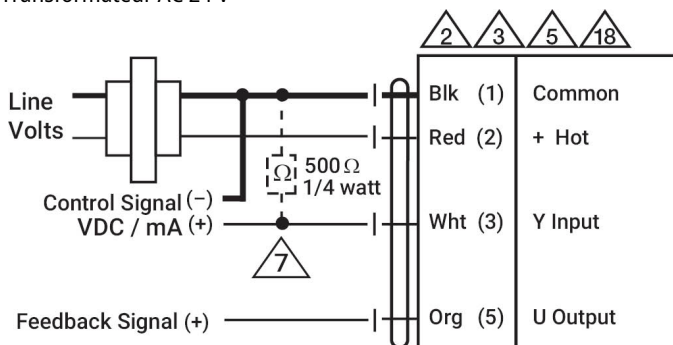 Transformateur AC 24 V
2 3 5 18
Line Volts
Blk (1) Common
Red (2) + Hot
Ω 500 Ω
1/4 watt
Control Signal (−)
VDC / mA (+)
Wht (3) Y Input
7
Feedback Signal (+)
Org (5) U Output